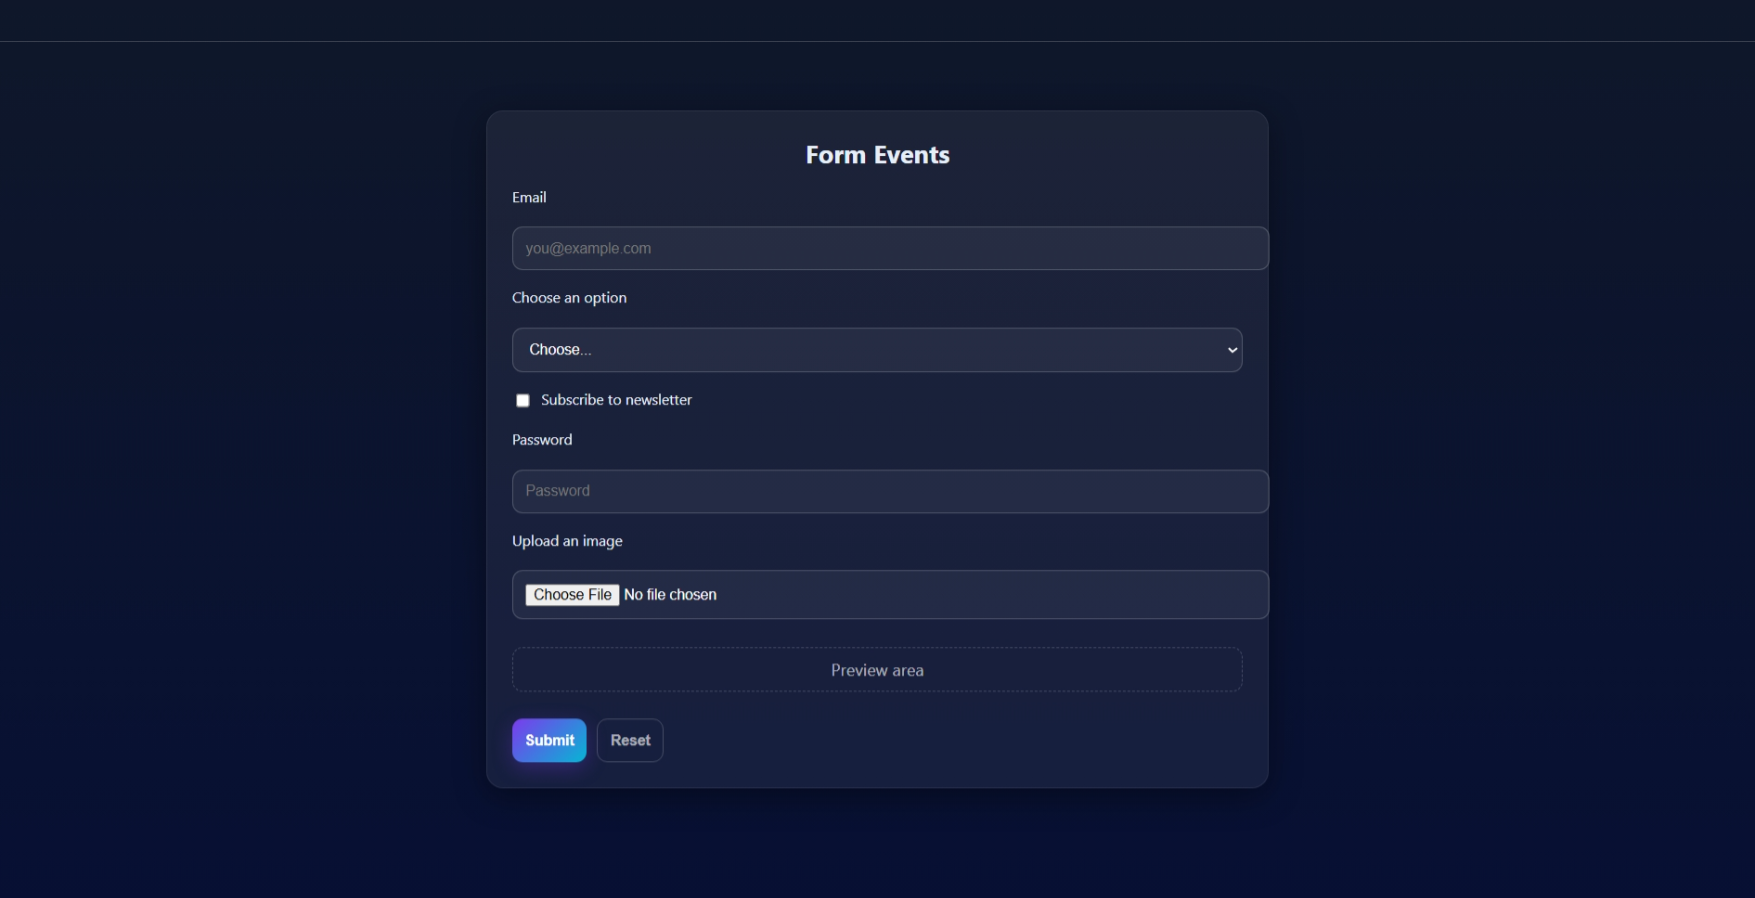 Form Events
Email
you@example.com
Choose an option
Choose...
Subscribe to newsletter
Password
Password
Upload an image
Choose File No file chosen
Preview area
Submit Reset